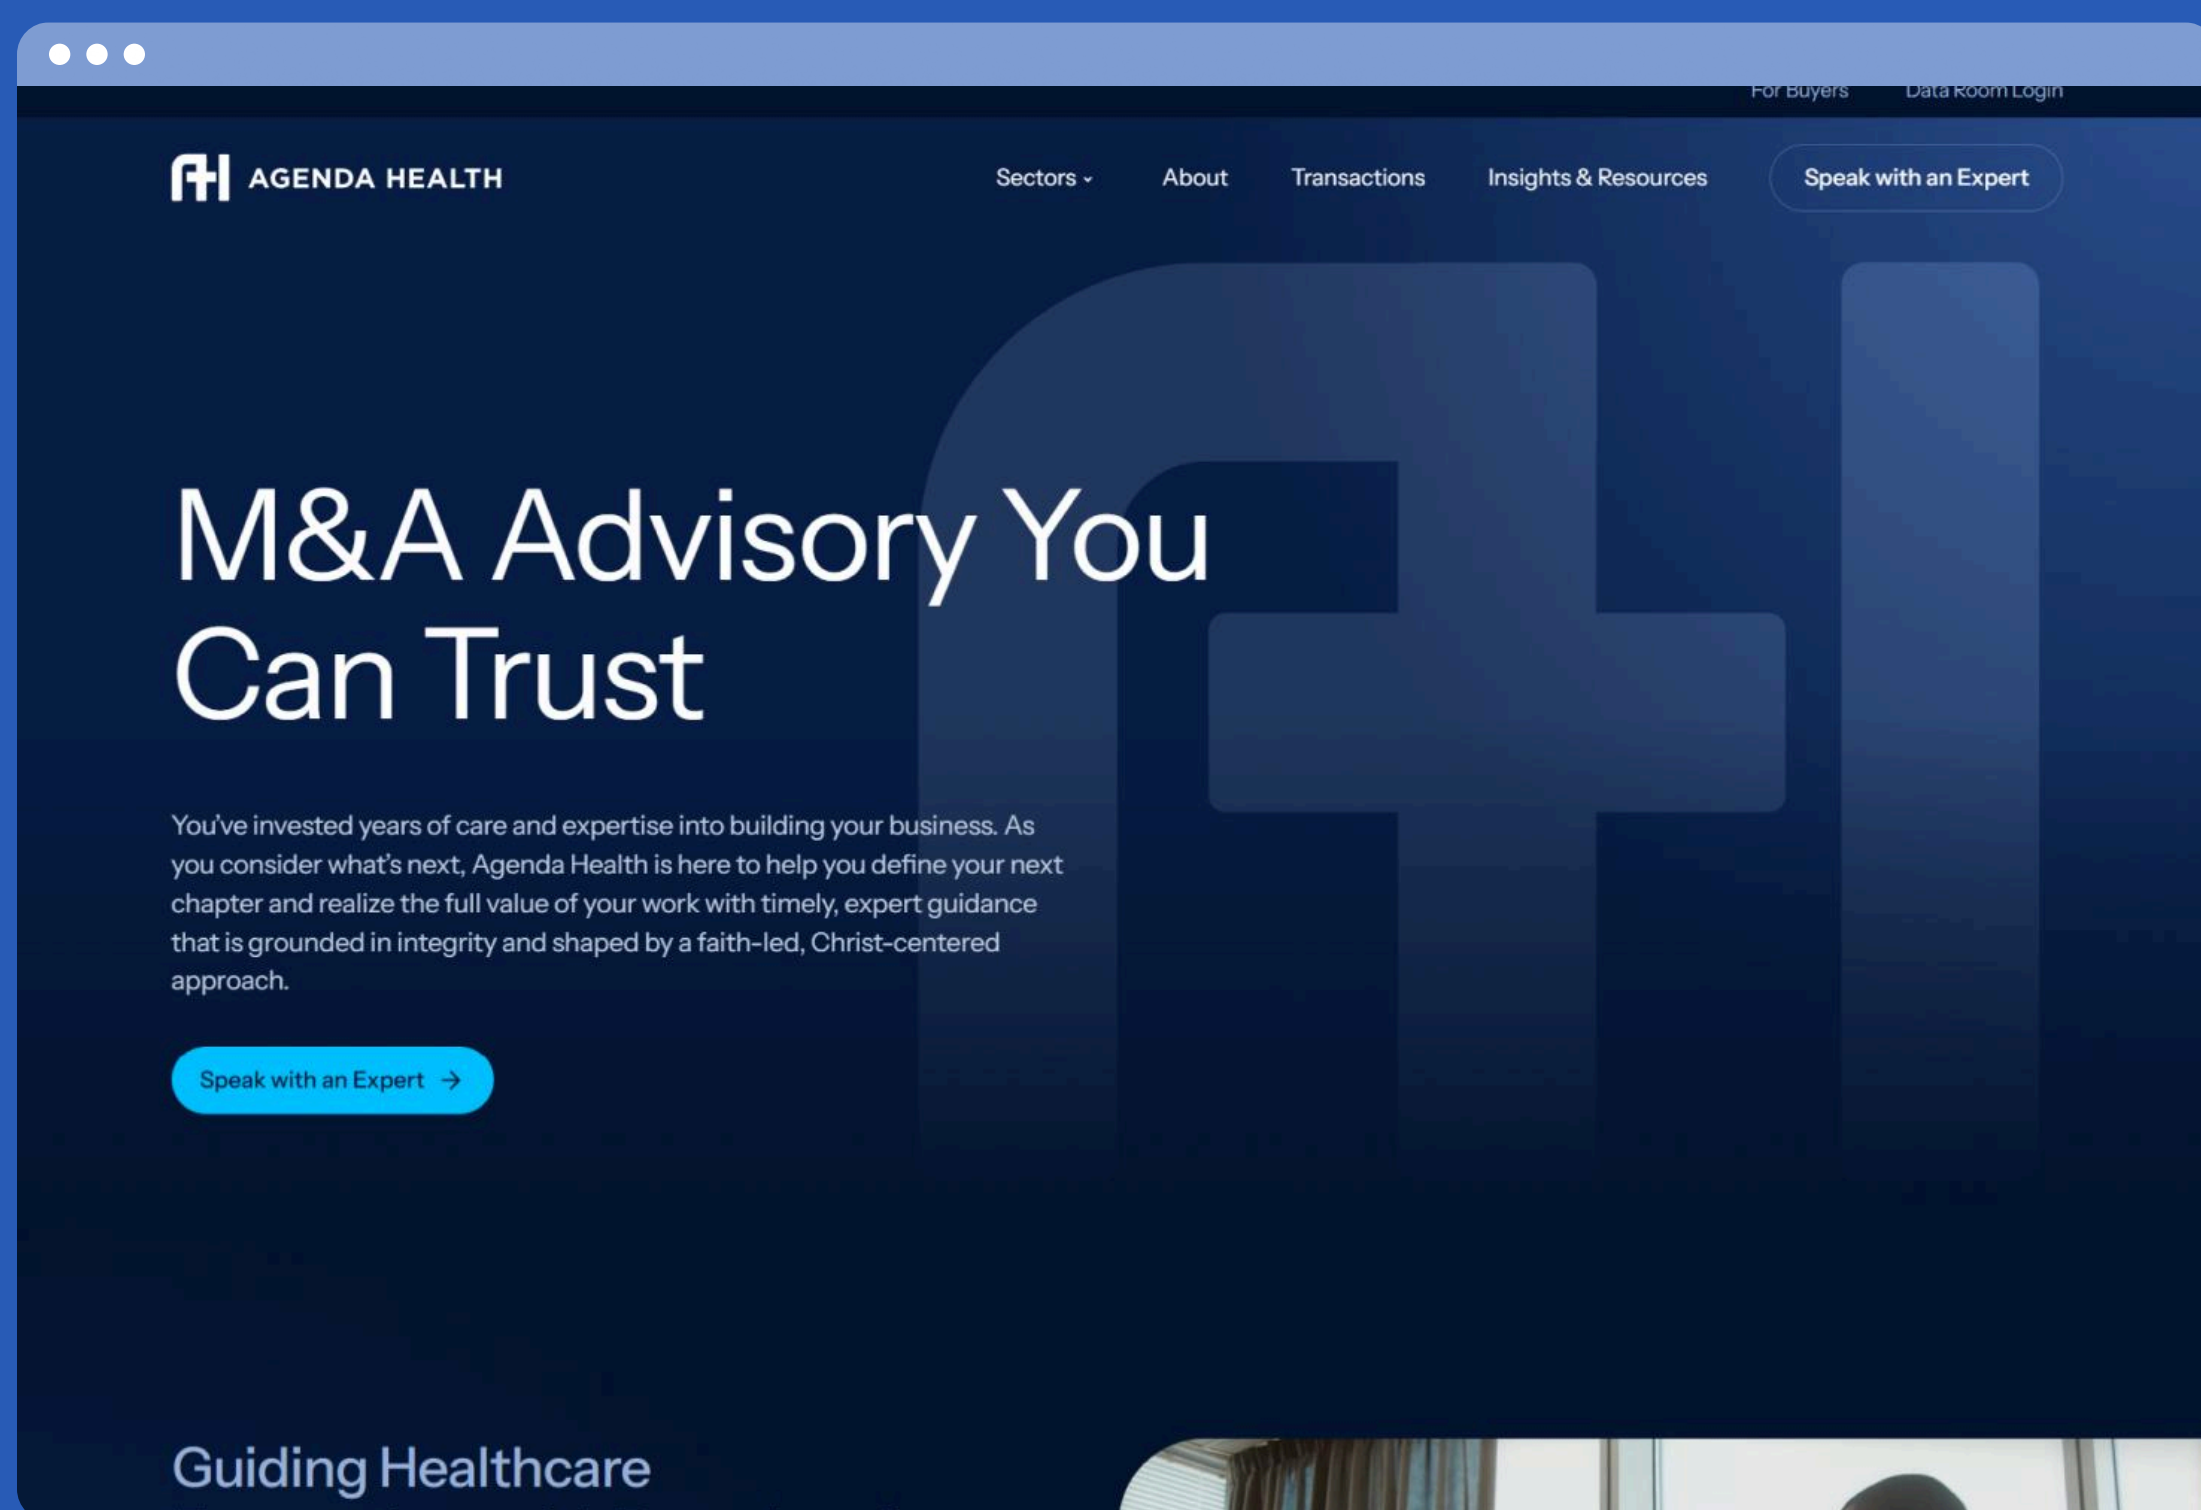 For Buyers Data Room Login
AGENDA HEALTH Sectors About Transactions Insights & Resources Speak with an Expert
M&A Advisory You
Can Trust
You’ve invested years of care and expertise into building your business. As
you consider what’s next, Agenda Health is here to help you define your next
chapter and realize the full value of your work with timely, expert guidance
that is grounded in integrity and shaped by a faith-led, Christ-centered
approach.
Speak with an Expert →
Guiding Healthcare